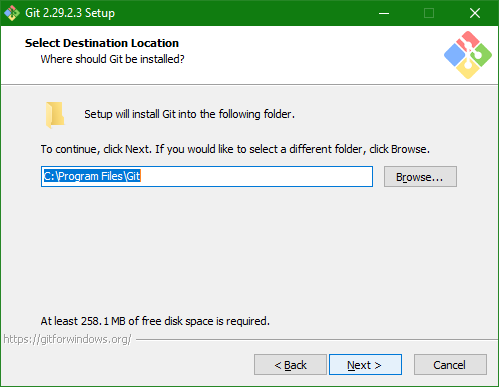 Git 2.29.2.3 Setup
Select Destination Location
Where should Git be installed?
Setup will install Git into the following folder.
To continue, click Next. If you would like to select a different folder, click Browse.
C:\Program Files\Git
Browse...
At least 258.1 MB of free disk space is required.
https://gitforwindows.org/
< Back
Next >
Cancel